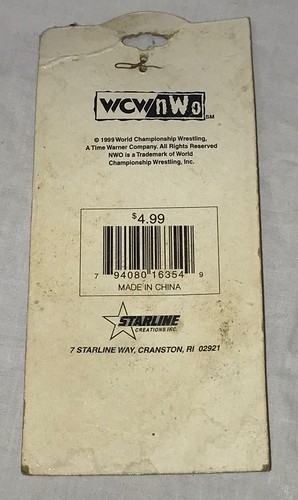 WCW/nWo SM
© 1999 World Championship Wrestling,
A Time Warner Company. All Rights Reserved
NWO is a Trademark of World
Championship Wrestling, Inc.
$4.99
7 94080 16354 9
MADE IN CHINA
STARLINE
CREATIONS INC.
7 STARLINE WAY, CRANSTON, RI 02921